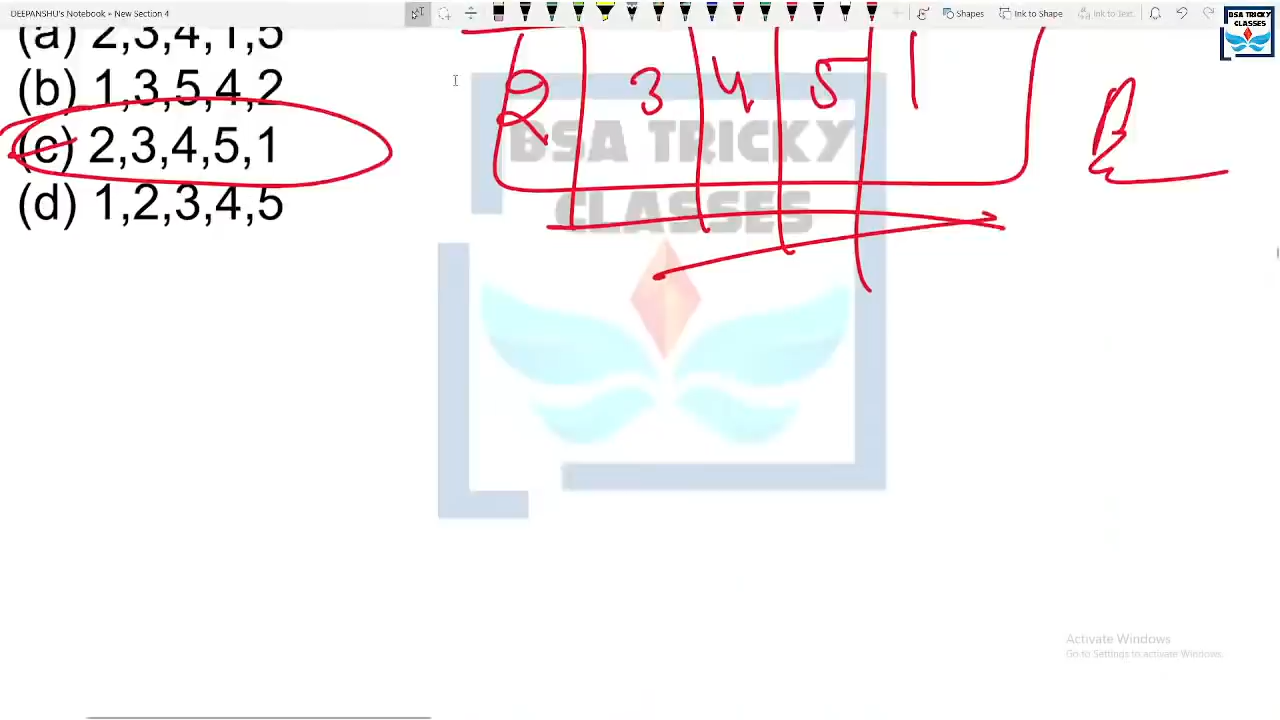 DEEPANSHU's Notebook » New Section 4
Shapes
Ink to Shape
Ink to Text
BSA TRICKY
CLASSES
(a) 2,3,4,1,5
(b) 1,3,5,4,2
(c) 2,3,4,5,1
(d) 1,2,3,4,5
2 3 4 5 1
BSA TRICKY
CLASSES
Activate Windows
Go to Settings to activate Windows.